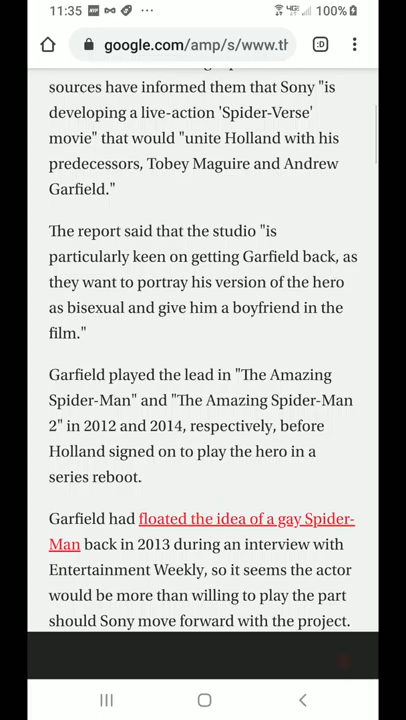 11:35 100%
google.com/amp/s/www.th :D
sources have informed them that Sony "is
developing a live-action 'Spider-Verse'
movie" that would "unite Holland with his
predecessors, Tobey Maguire and Andrew
Garfield."
The report said that the studio "is
particularly keen on getting Garfield back, as
they want to portray his version of the hero
as bisexual and give him a boyfriend in the
film."
Garfield played the lead in "The Amazing
Spider-Man" and "The Amazing Spider-Man
2" in 2012 and 2014, respectively, before
Holland signed on to play the hero in a
series reboot.
Garfield had floated the idea of a gay Spider-
Man back in 2013 during an interview with
Entertainment Weekly, so it seems the actor
would be more than willing to play the part
should Sony move forward with the project.